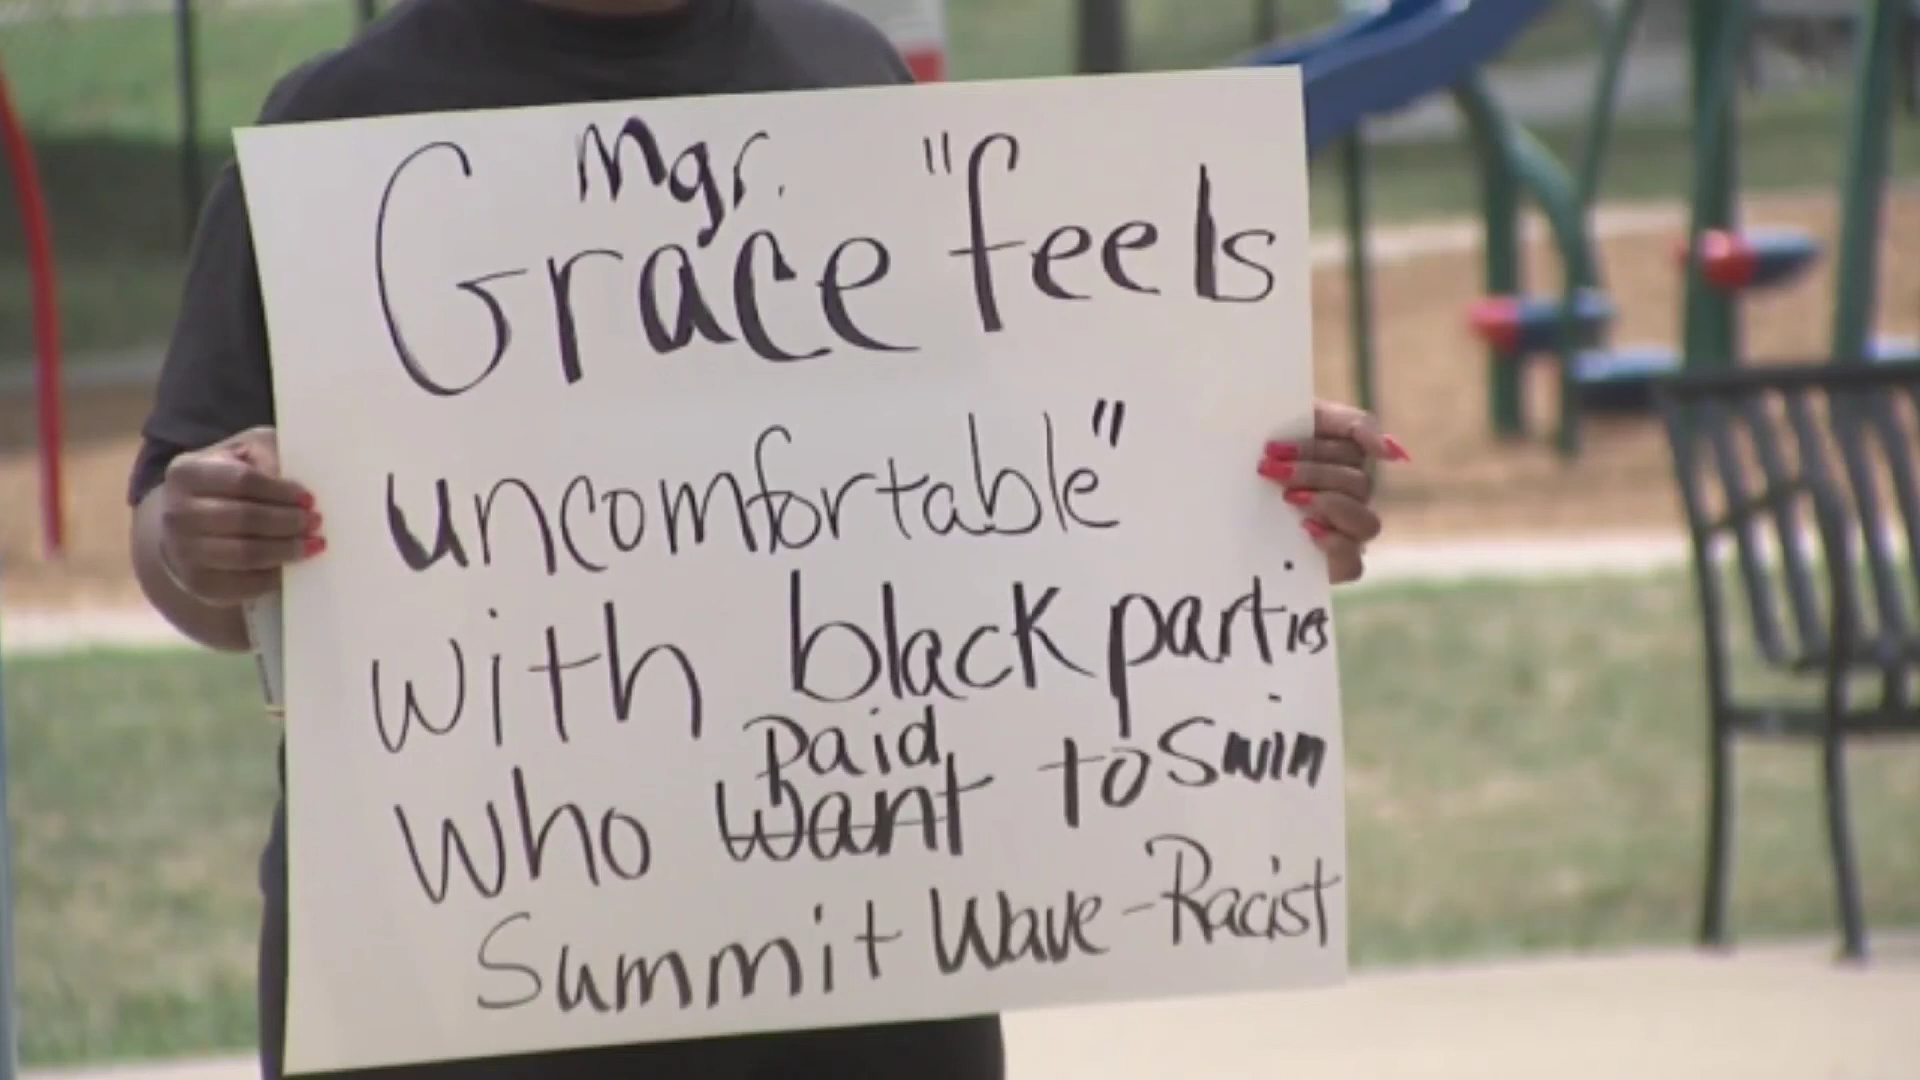 Mgr.
Grace "feels
uncomfortable"
with black parties
Paid
who want to Swim
Summit Wave-Racist